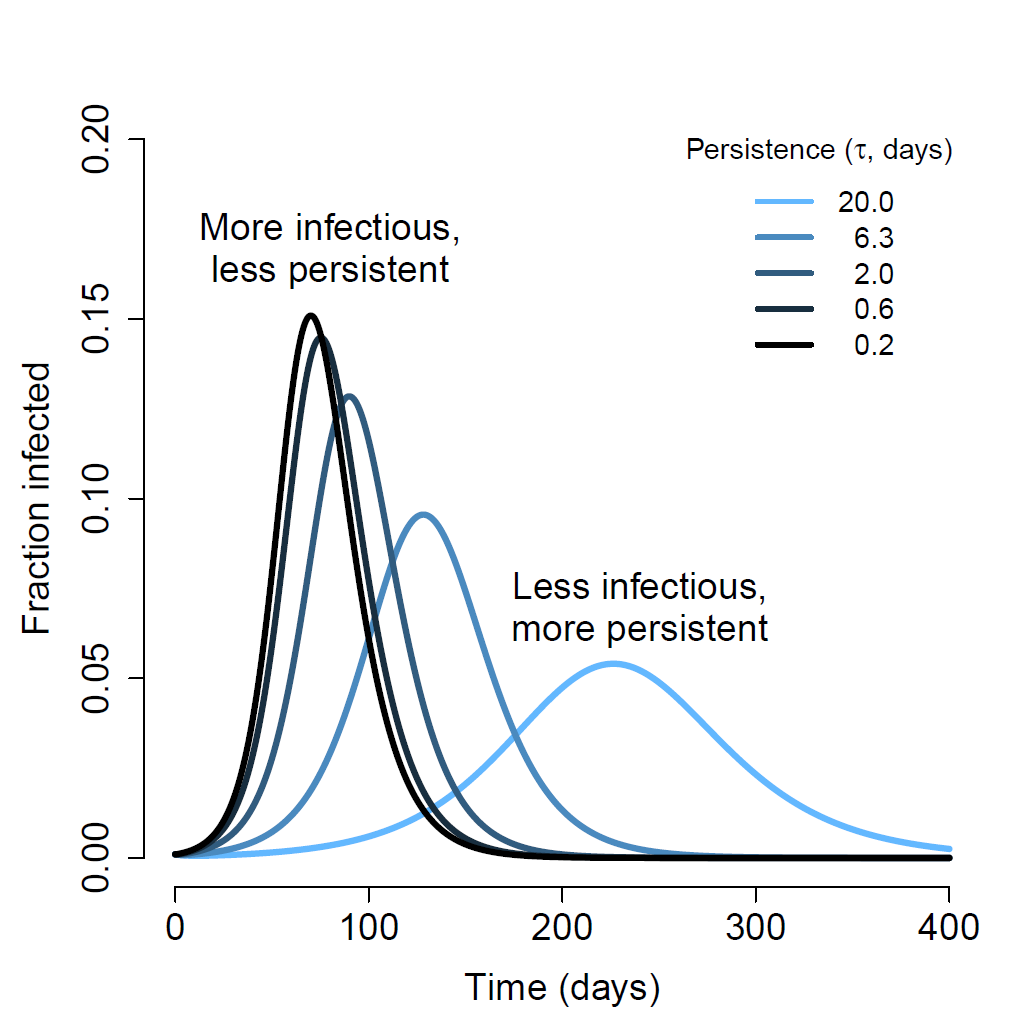 Persistence (τ, days)
20.0
6.3
2.0
0.6
0.2
More infectious,
less persistent
Less infectious,
more persistent
Fraction infected
0.20
0.15
0.10
0.05
0.00
0 100 200 300 400
Time (days)